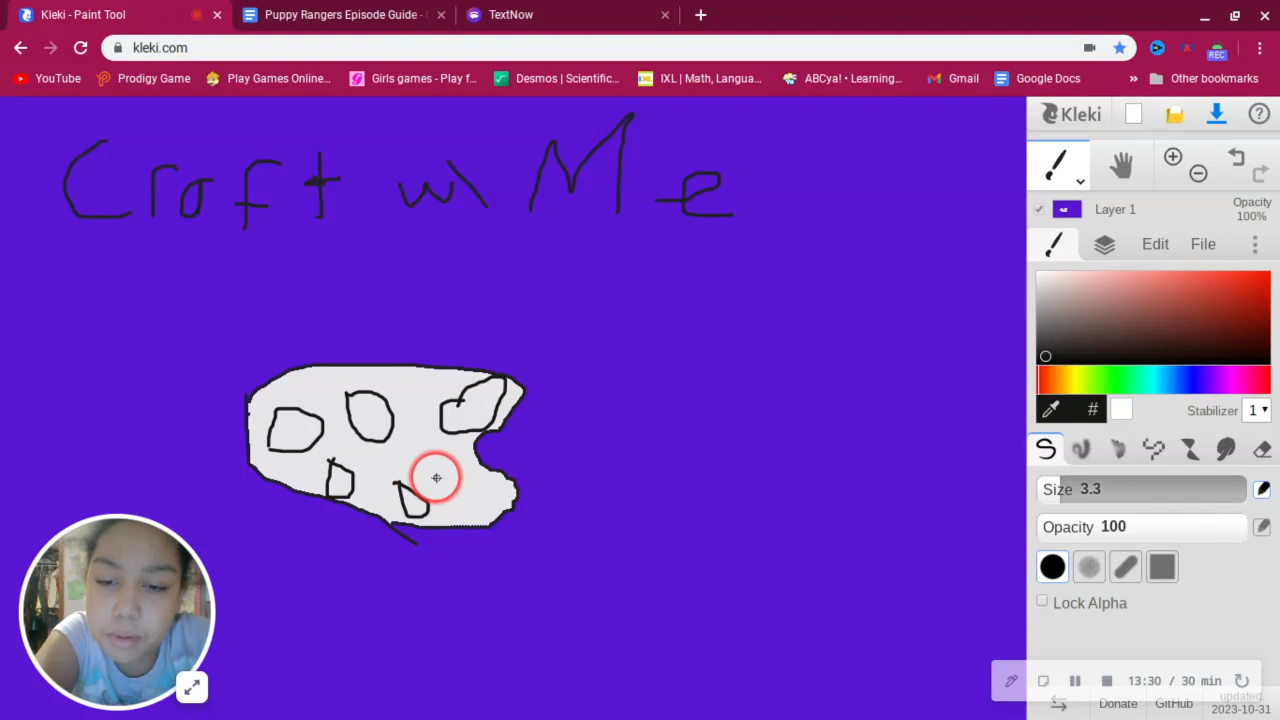 Kleki - Paint Tool
Puppy Rangers Episode Guide -
TextNow
kleki.com
REC
YouTube
Prodigy Game
Play Games Online...
Girls games - Play f...
Desmos | Scientific...
IXL | Math, Langua...
ABCya! • Learning...
Gmail
Google Docs
»
Other bookmarks
Craft w\ Me
Kleki
Layer 1
Opacity
100%
Edit
File
#
Stabilizer
1
Size 3.3
Opacity 100
Lock Alpha
13:30 / 30 min
Donate
GitHub
updated
2023-10-31